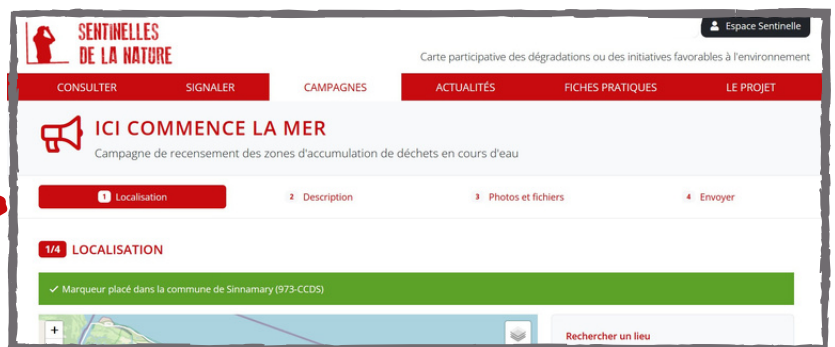 SENTINELLES
DE LA NATURE
Espace Sentinelle
Carte participative des dégradations ou des initiatives favorables à l'environnement
CONSULTER SIGNALER CAMPAGNES ACTUALITÉS FICHES PRATIQUES LE PROJET
ICI COMMENCE LA MER
Campagne de recensement des zones d'accumulation de déchets en cours d'eau
1 Localisation 2 Description 3 Photos et fichiers 4 Envoyer
1/4 LOCALISATION
✓ Marqueur placé dans la commune de Sinnamary (973-CCDS)
+ Rechercher un lieu